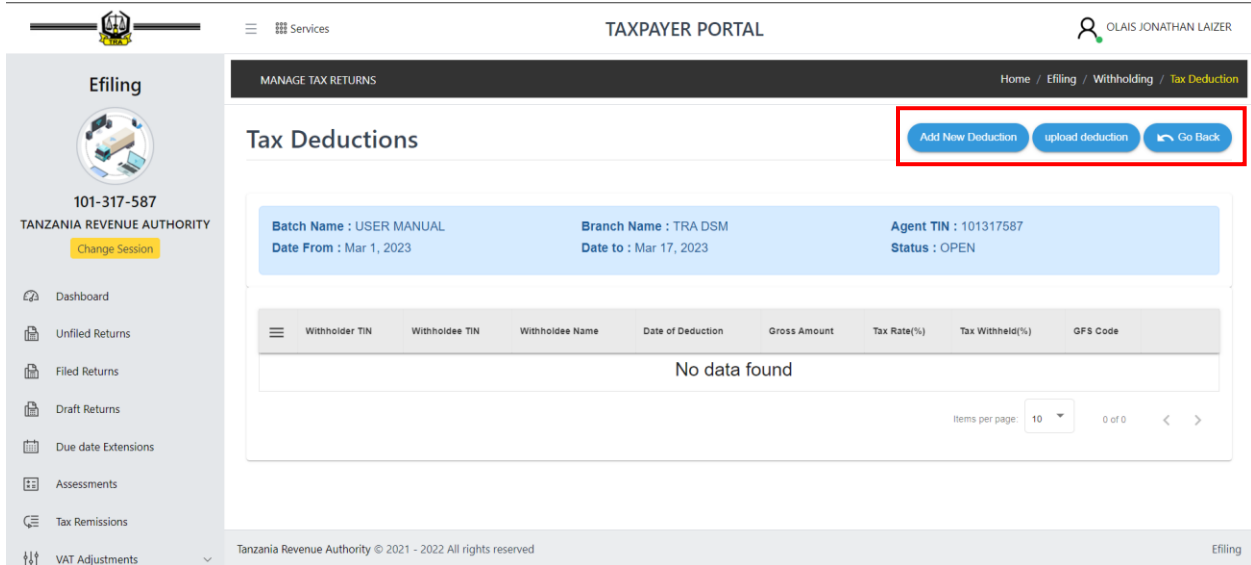 TRA
Services
TAXPAYER PORTAL
OLAIS JONATHAN LAIZER
Efiling
101-317-587
TANZANIA REVENUE AUTHORITY
Change Session
Dashboard
Unfiled Returns
Filed Returns
Draft Returns
Due date Extensions
Assessments
Tax Remissions
VAT Adjustments
MANAGE TAX RETURNS
Home / Efiling / Withholding / Tax Deduction
Tax Deductions
Add New Deduction
upload deduction
Go Back
Batch Name : USER MANUAL Branch Name : TRA DSM Agent TIN : 101317587
Date From : Mar 1, 2023 Date to : Mar 17, 2023 Status : OPEN
Withholder TIN Withholdee TIN Withholdee Name Date of Deduction Gross Amount Tax Rate(%) Tax Withheld(%) GFS Code
No data found
Items per page: 10 0 of 0
Tanzania Revenue Authority © 2021 - 2022 All rights reserved Efiling